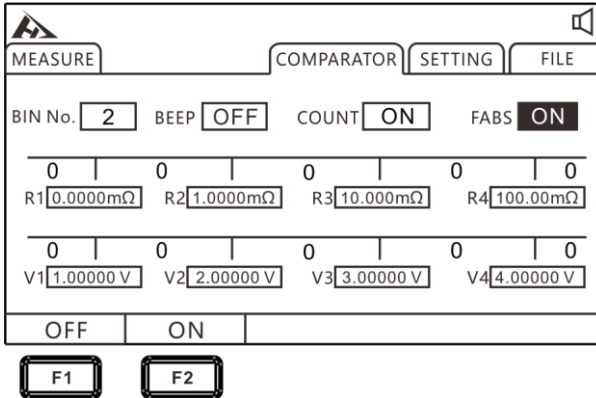 MEASURE COMPARATOR SETTING FILE
BIN No. 2 BEEP OFF COUNT ON FABS ON
0 0 0 0 0
R1 0.0000mΩ R2 1.0000mΩ R3 10.000mΩ R4 100.00mΩ
0 0 0 0 0
V1 1.00000 V V2 2.00000 V V3 3.00000 V V4 4.00000 V
OFF ON
F1 F2